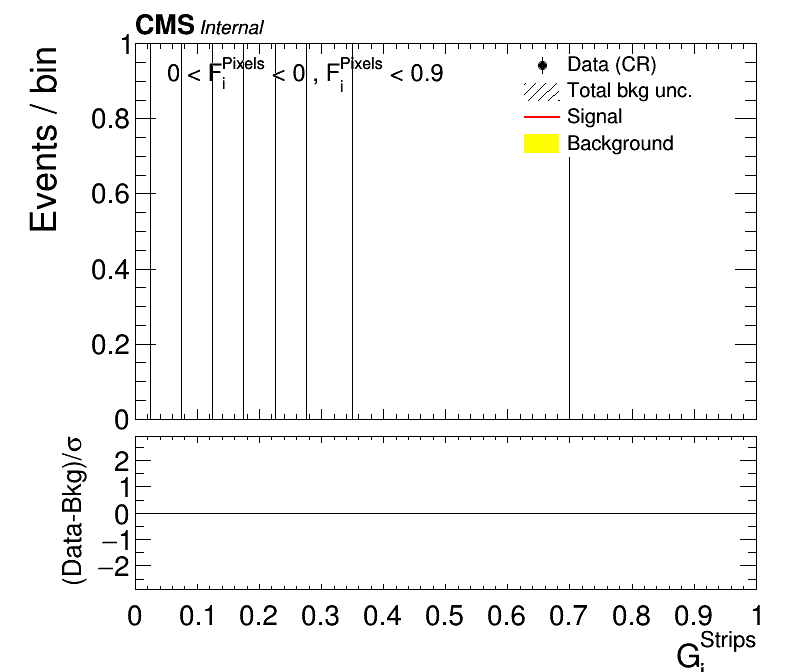 CMS Internal
Events / bin
1
0.8
0.6
0.4
0.2
0
0 < F_i^Pixels < 0 , F_i^Pixels < 0.9
Data (CR)
Total bkg unc.
Signal
Background
(Data-Bkg)/σ
2
1
0
−1
−2
0 0.1 0.2 0.3 0.4 0.5 0.6 0.7 0.8 0.9 1
G_i^Strips